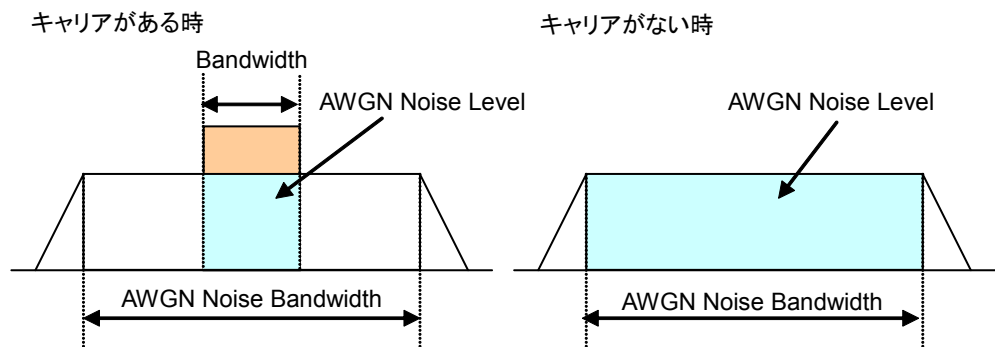 キャリアがある時
Bandwidth
AWGN Noise Level
AWGN Noise Bandwidth
キャリアがない時
AWGN Noise Level
AWGN Noise Bandwidth